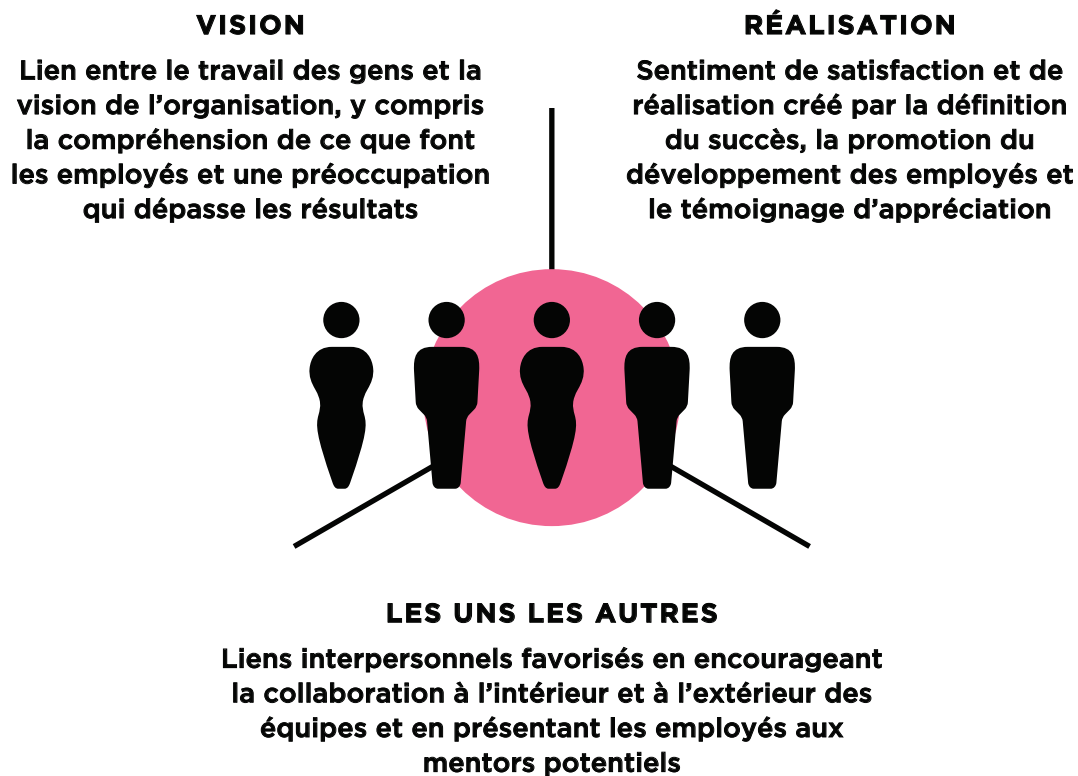 VISION
Lien entre le travail des gens et la
vision de l'organisation, y compris
la compréhension de ce que font
les employés et une préoccupation
qui dépasse les résultats
RÉALISATION
Sentiment de satisfaction et de
réalisation créé par la définition
du succès, la promotion du
développement des employés et
le témoignage d'appréciation
LES UNS LES AUTRES
Liens interpersonnels favorisés en encourageant
la collaboration à l'intérieur et à l'extérieur des
équipes et en présentant les employés aux
mentors potentiels